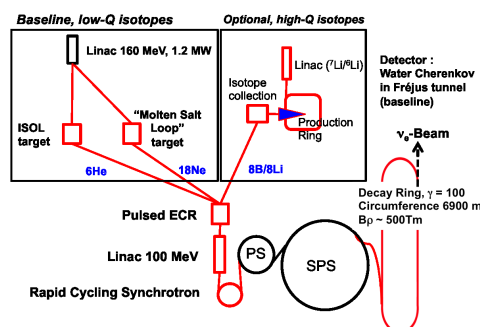 Baseline, low-Q isotopes
Optional, high-Q isotopes
Linac 160 MeV, 1.2 MW
Linac (⁷Li/⁶Li)
Isotope
collection
Detector :
Water Cherenkov
in Fréjus tunnel
(baseline)
ISOL
target
“Molten Salt
Loop” target
Production
Ring
νₑ-Beam
6He
18Ne
8B/8Li
Decay Ring, γ = 100
Circumference 6900 m
Bρ ~ 500Tm
Pulsed ECR
Linac 100 MeV
PS
SPS
Rapid Cycling Synchrotron